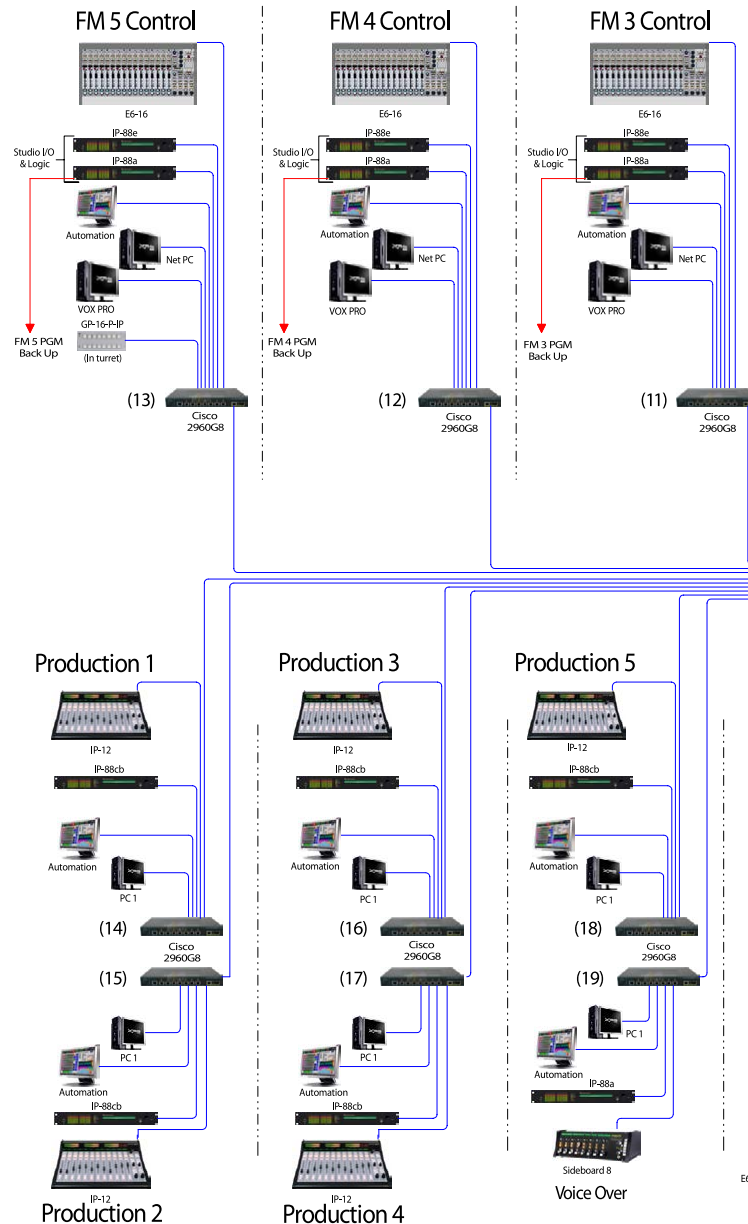 FM 5 Control
FM 4 Control
FM 3 Control
E6-16
E6-16
E6-16
IP-88e
IP-88e
IP-88e
Studio I/O
& Logic
Studio I/O
& Logic
Studio I/O
& Logic
IP-88a
IP-88a
IP-88a
Automation
Automation
Automation
Net PC
Net PC
Net PC
VOX PRO
VOX PRO
VOX PRO
GP-16-P-IP
(In turret)
FM 5 PGM
Back Up
FM 4 PGM
Back Up
FM 3 PGM
Back Up
(13)
(12)
(11)
Cisco
2960G8
Cisco
2960G8
Cisco
2960G8
Production 1
Production 3
Production 5
IP-12
IP-12
IP-12
IP-88cb
IP-88cb
IP-88cb
Automation
Automation
Automation
PC 1
PC 1
PC 1
(14)
(16)
(18)
Cisco
2960G8
Cisco
2960G8
Cisco
2960G8
(15)
(17)
(19)
PC 1
PC 1
PC 1
Automation
Automation
Automation
IP-88cb
IP-88cb
IP-88a
IP-12
IP-12
Sideboard 8
Production 2
Production 4
Voice Over
E6